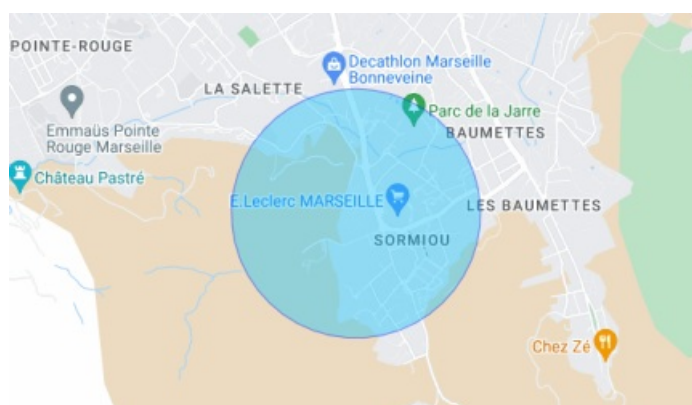 POINTE-ROUGE
Decathlon Marseille
Bonneveine
LA SALETTE
Emmaüs Pointe
Rouge Marseille
Parc de la Jarre
BAUMETTES
Château Pastré
E.Leclerc MARSEILLE
LES BAUMETTES
SORMIOU
Chez Zé